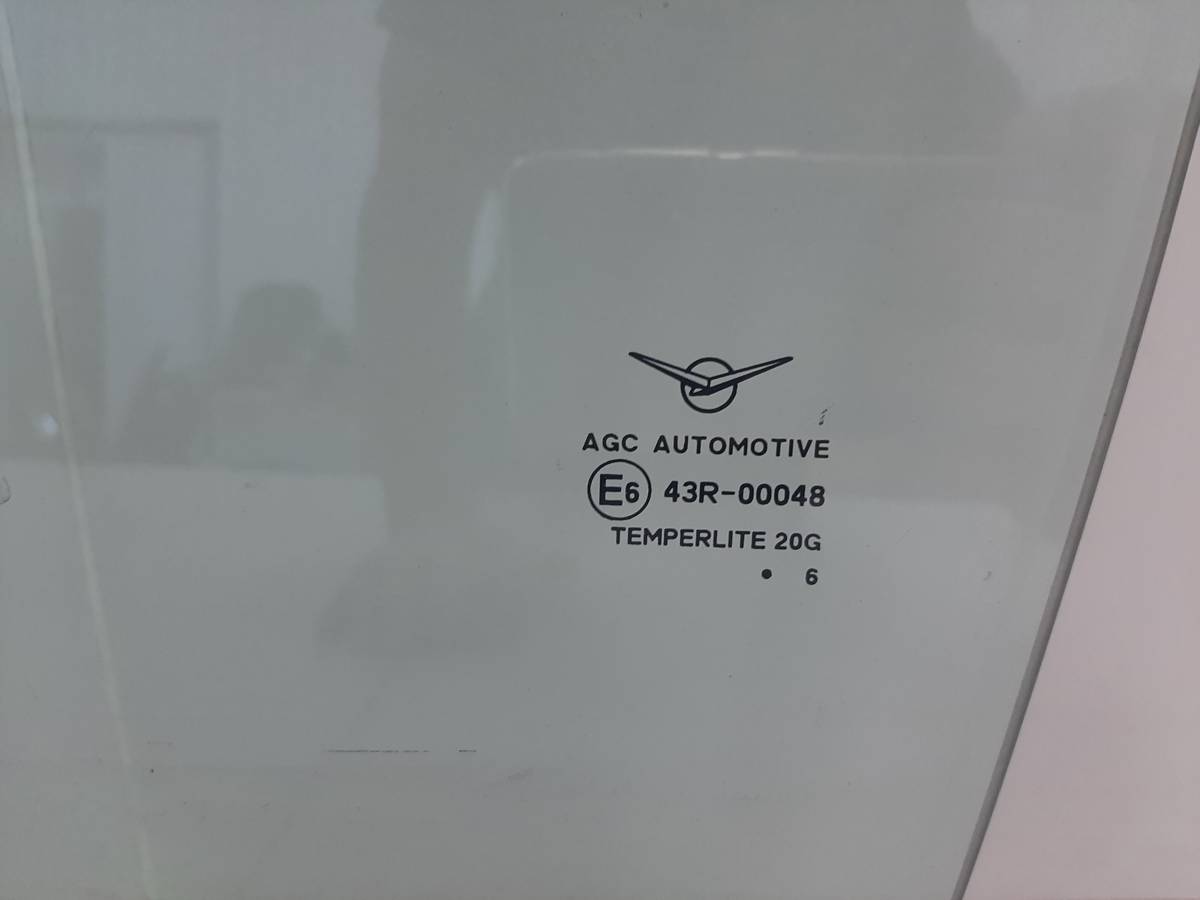 AGC AUTOMOTIVE
E6 43R-00048
TEMPERLITE 20G
• 6